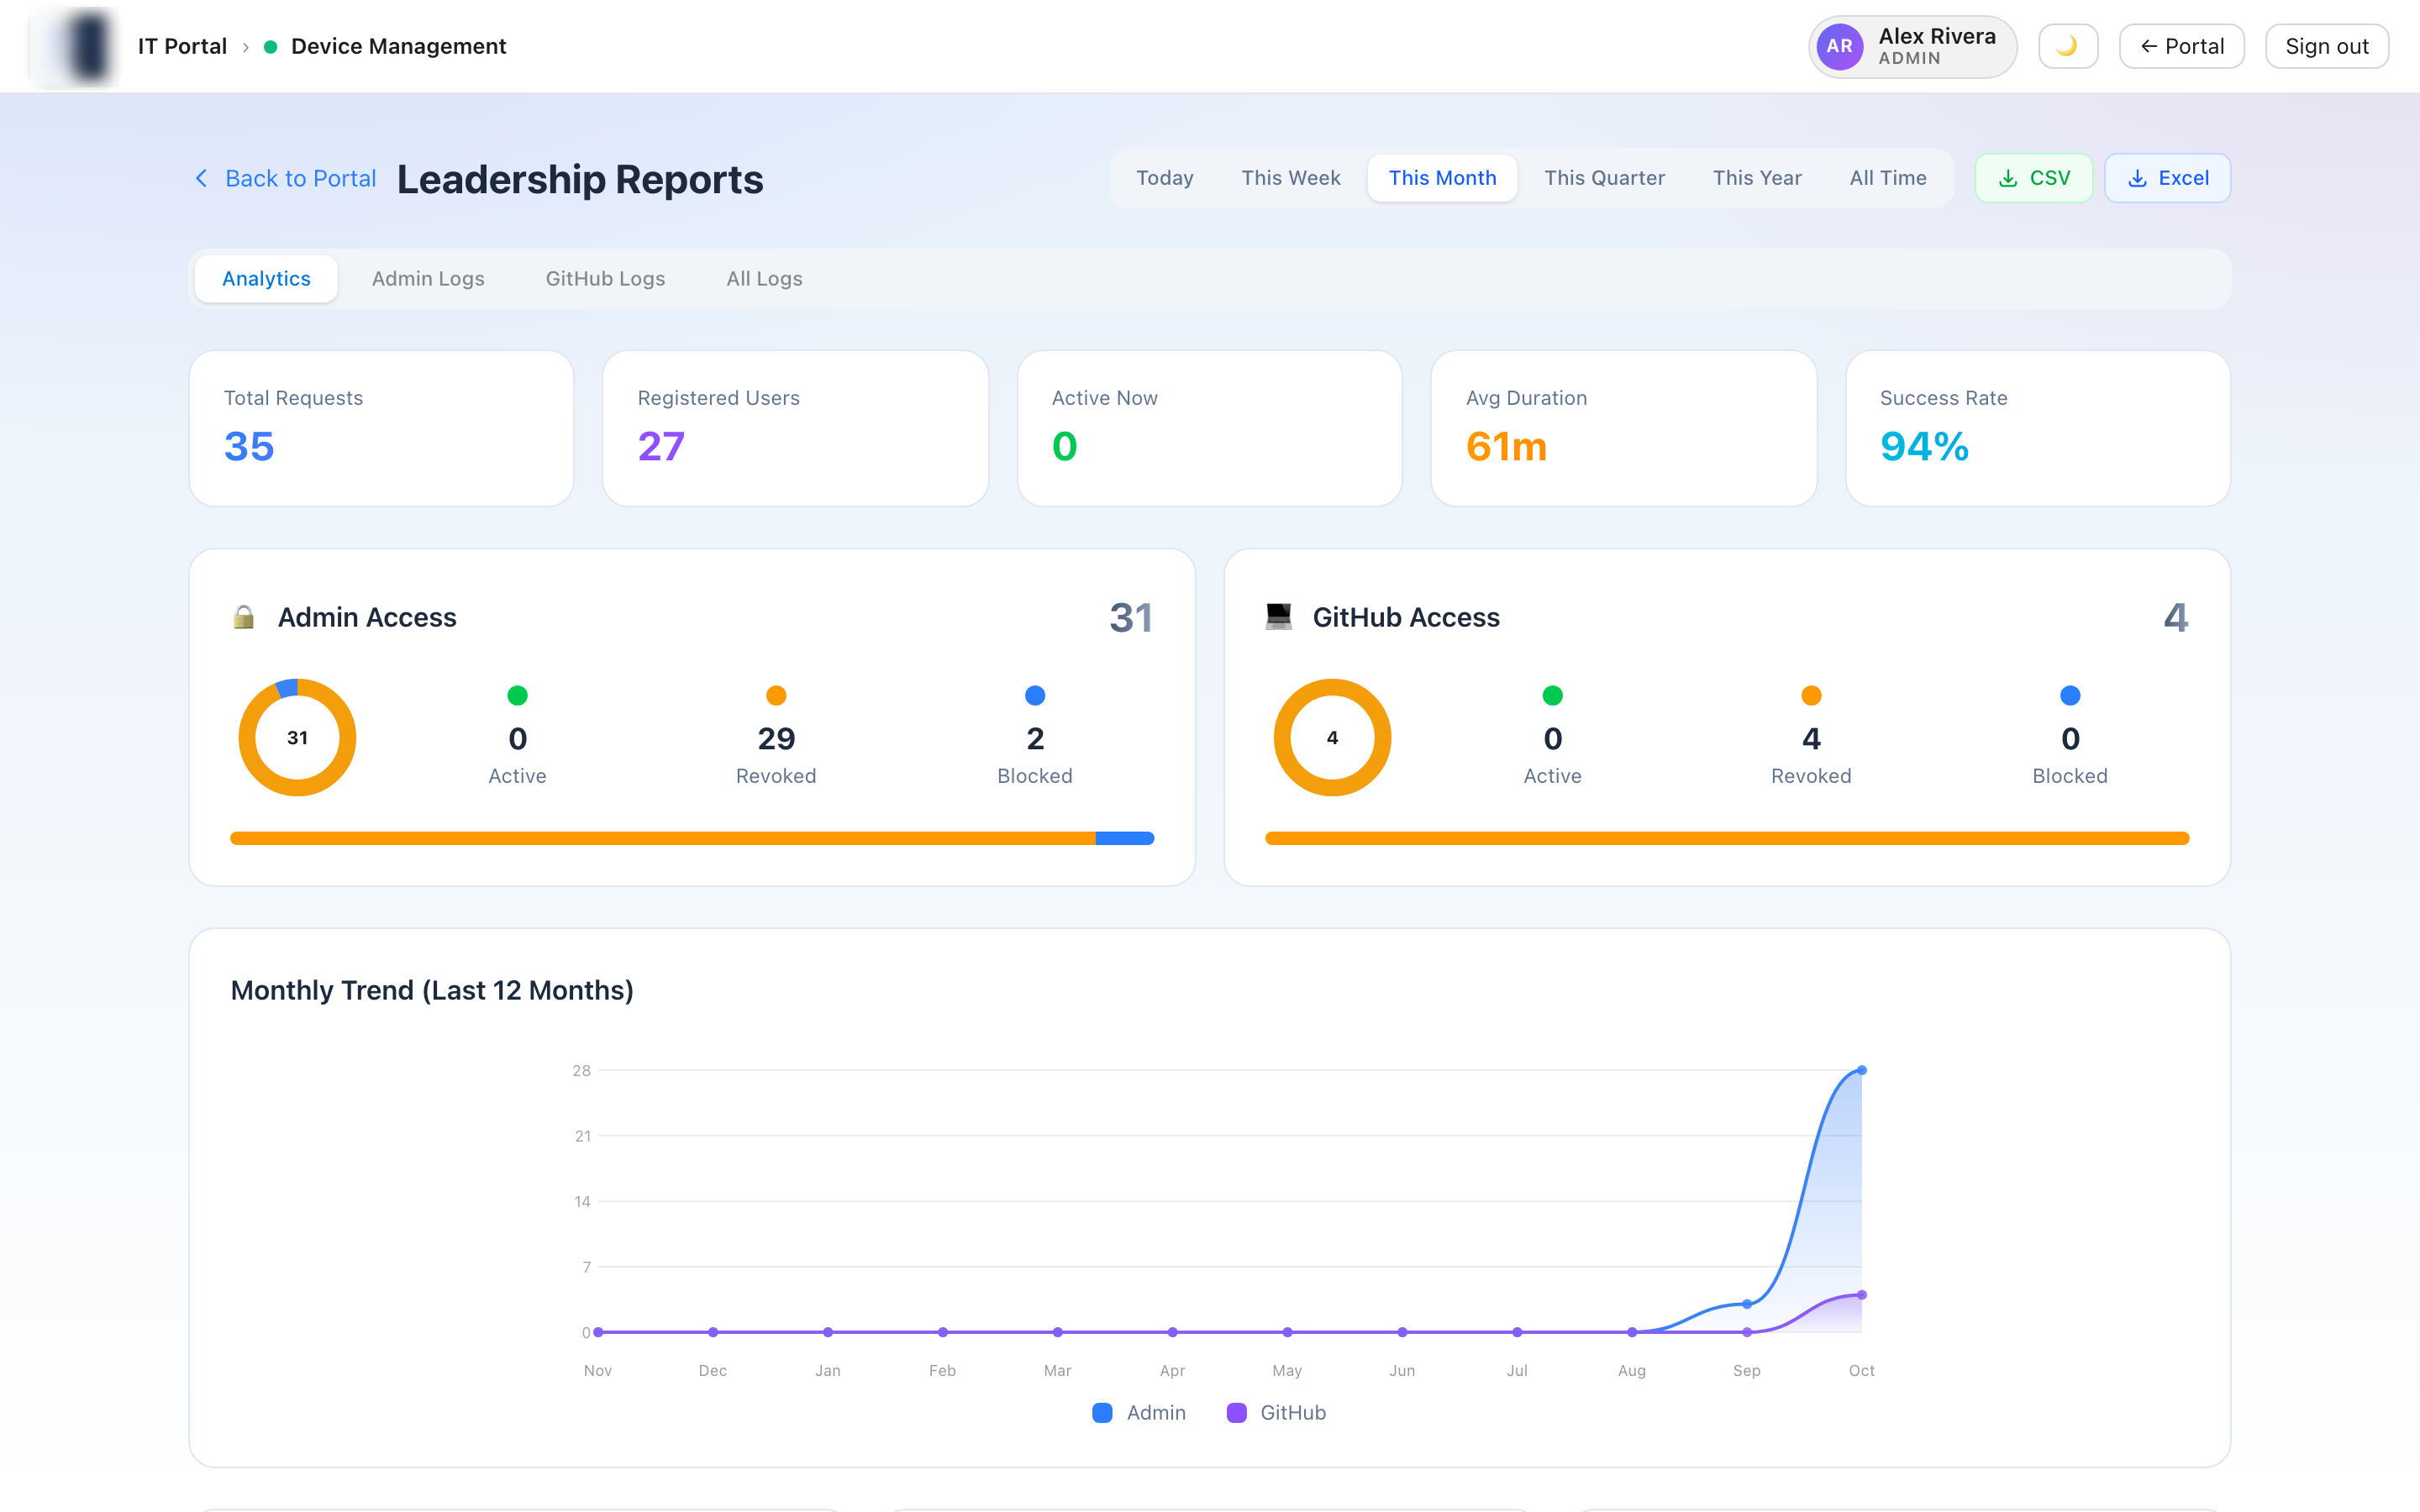 IT Portal › Device Management
AR Alex Rivera
ADMIN
🌙
← Portal
Sign out
Back to Portal
Leadership Reports
Today This Week This Month This Quarter This Year All Time
CSV
Excel
Analytics Admin Logs GitHub Logs All Logs
Total Requests
35
Registered Users
27
Active Now
0
Avg Duration
61m
Success Rate
94%
Admin Access 31
31
0
Active
29
Revoked
2
Blocked
GitHub Access 4
4
0
Active
4
Revoked
0
Blocked
Monthly Trend (Last 12 Months)
28
21
14
7
0
Nov Dec Jan Feb Mar Apr May Jun Jul Aug Sep Oct
Admin GitHub